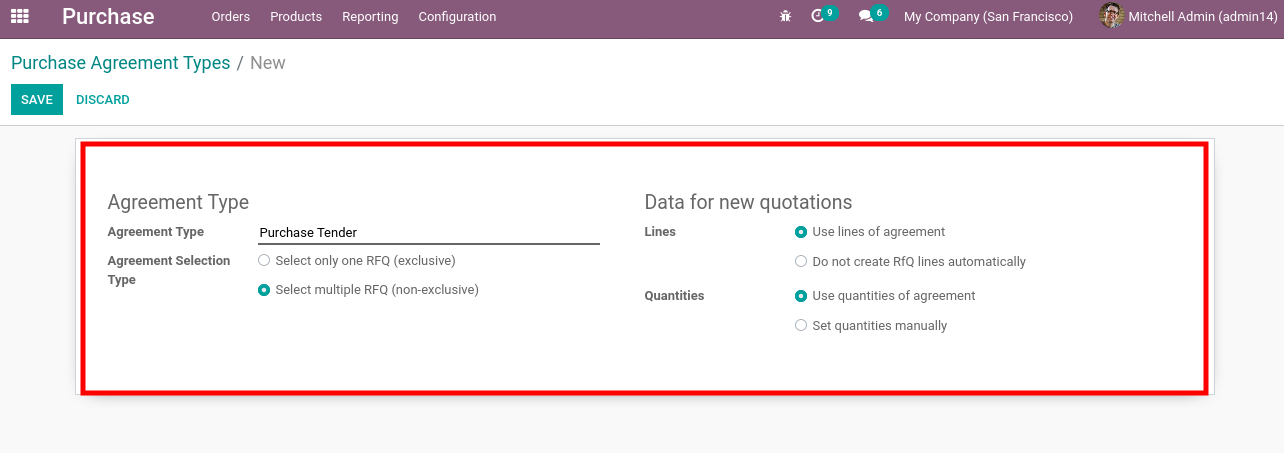 Purchase Orders Products Reporting Configuration 9 6 My Company (San Francisco) Mitchell Admin (admin14)
Purchase Agreement Types / New
SAVE DISCARD
Agreement Type
Agreement Type Purchase Tender
Agreement Selection Type
Select only one RFQ (exclusive)
Select multiple RFQ (non-exclusive)
Data for new quotations
Lines Use lines of agreement
Do not create RfQ lines automatically
Quantities Use quantities of agreement
Set quantities manually